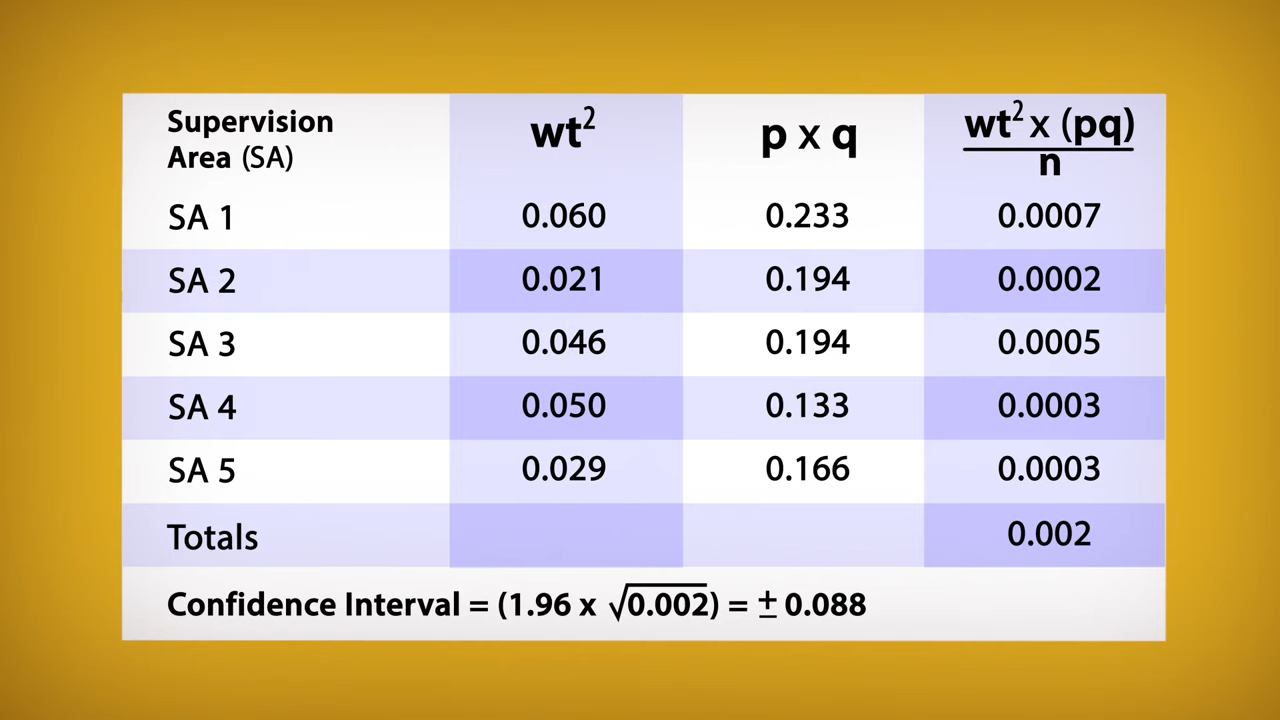 Supervision Area (SA) wt² p x q wt² x (pq) / n
SA 1 0.060 0.233 0.0007
SA 2 0.021 0.194 0.0002
SA 3 0.046 0.194 0.0005
SA 4 0.050 0.133 0.0003
SA 5 0.029 0.166 0.0003
Totals 0.002
Confidence Interval = (1.96 x √0.002) = ± 0.088